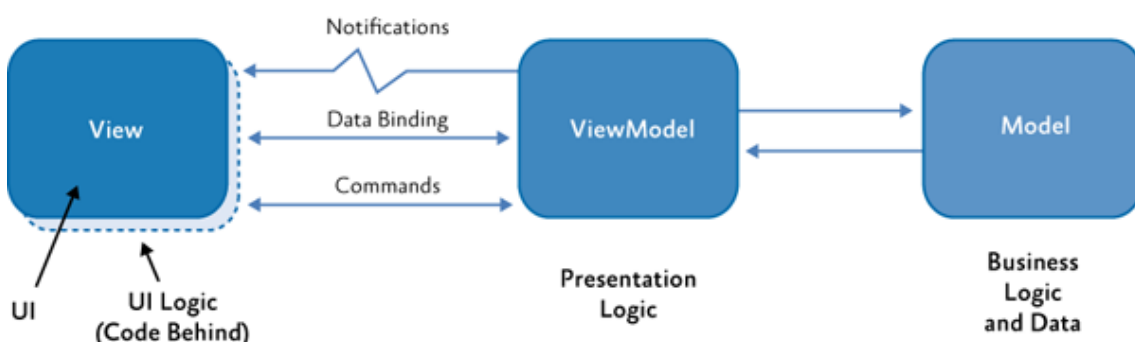 Notifications
View
Data Binding
ViewModel
Model
Commands
UI
UI Logic
(Code Behind)
Presentation
Logic
Business
Logic
and Data